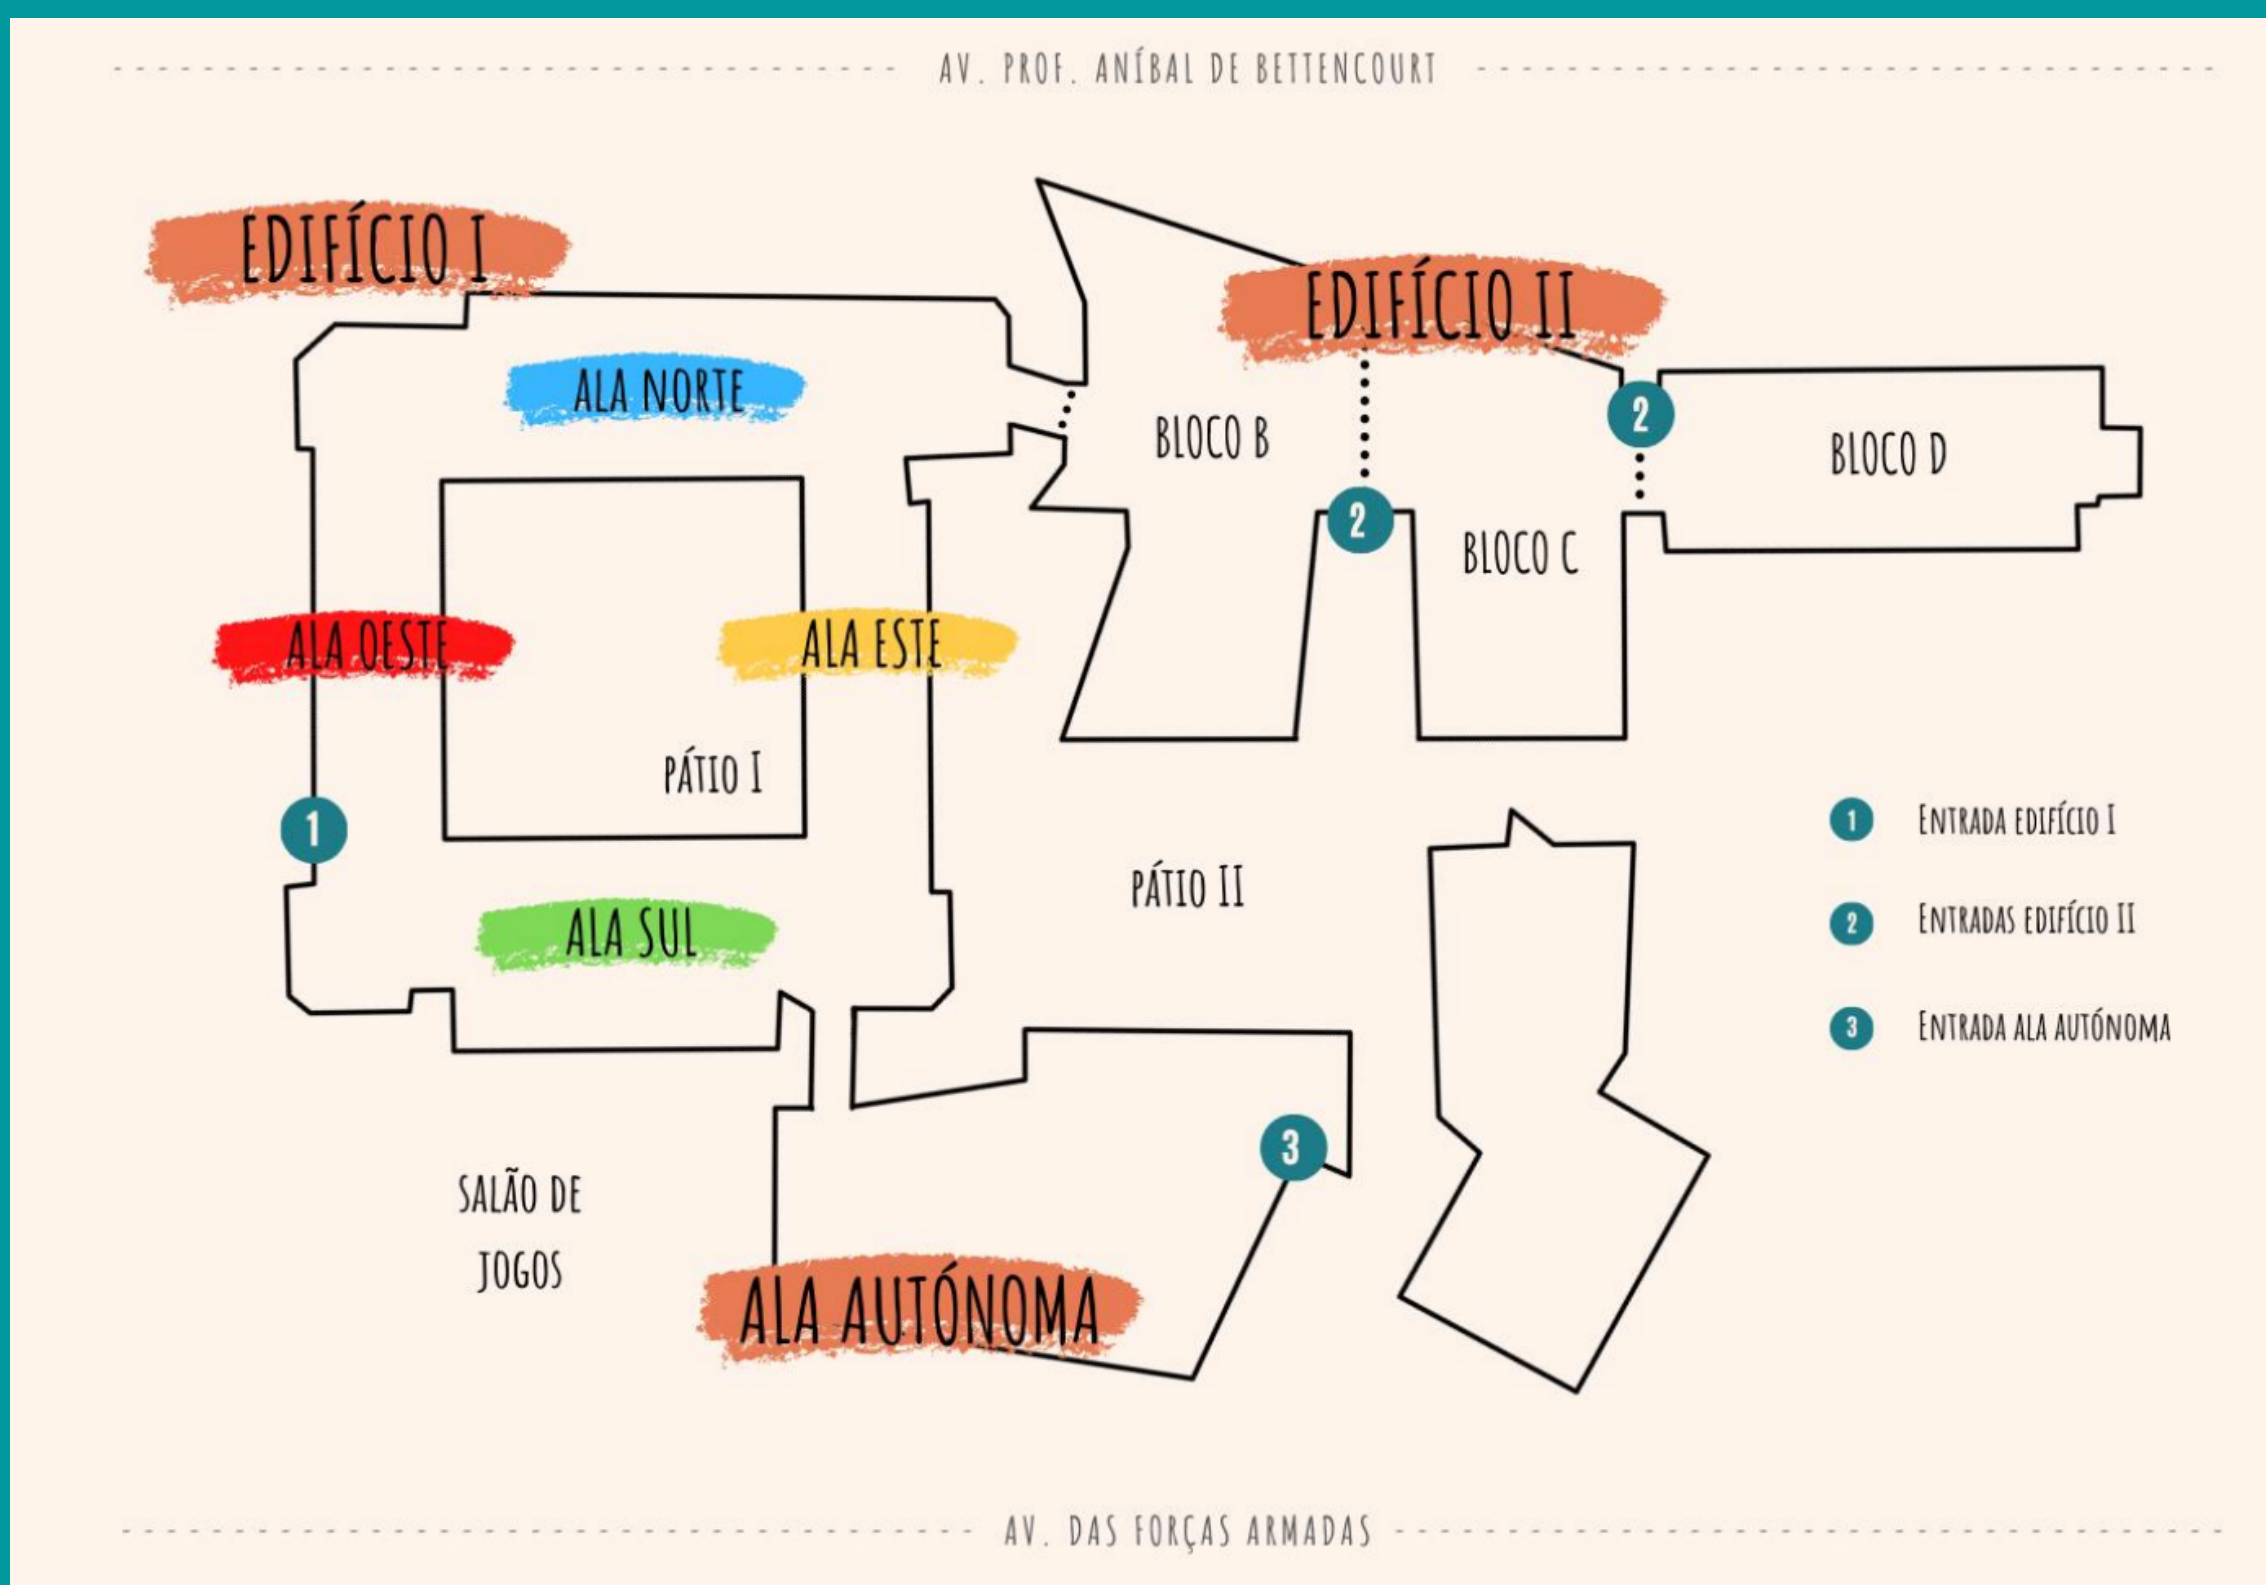 AV. PROF. ANÍBAL DE BETTENCOURT
EDIFÍCIO I
EDIFÍCIO II
ALA NORTE
BLOCO B
2
BLOCO D
2
BLOCO C
ALA OESTE
ALA ESTE
PÁTIO I
1
PÁTIO II
ALA SUL
1 ENTRADA EDIFÍCIO I
2 ENTRADAS EDIFÍCIO II
3 ENTRADA ALA AUTÓNOMA
3
SALÃO DE
JOGOS
ALA AUTÓNOMA
AV. DAS FORÇAS ARMADAS